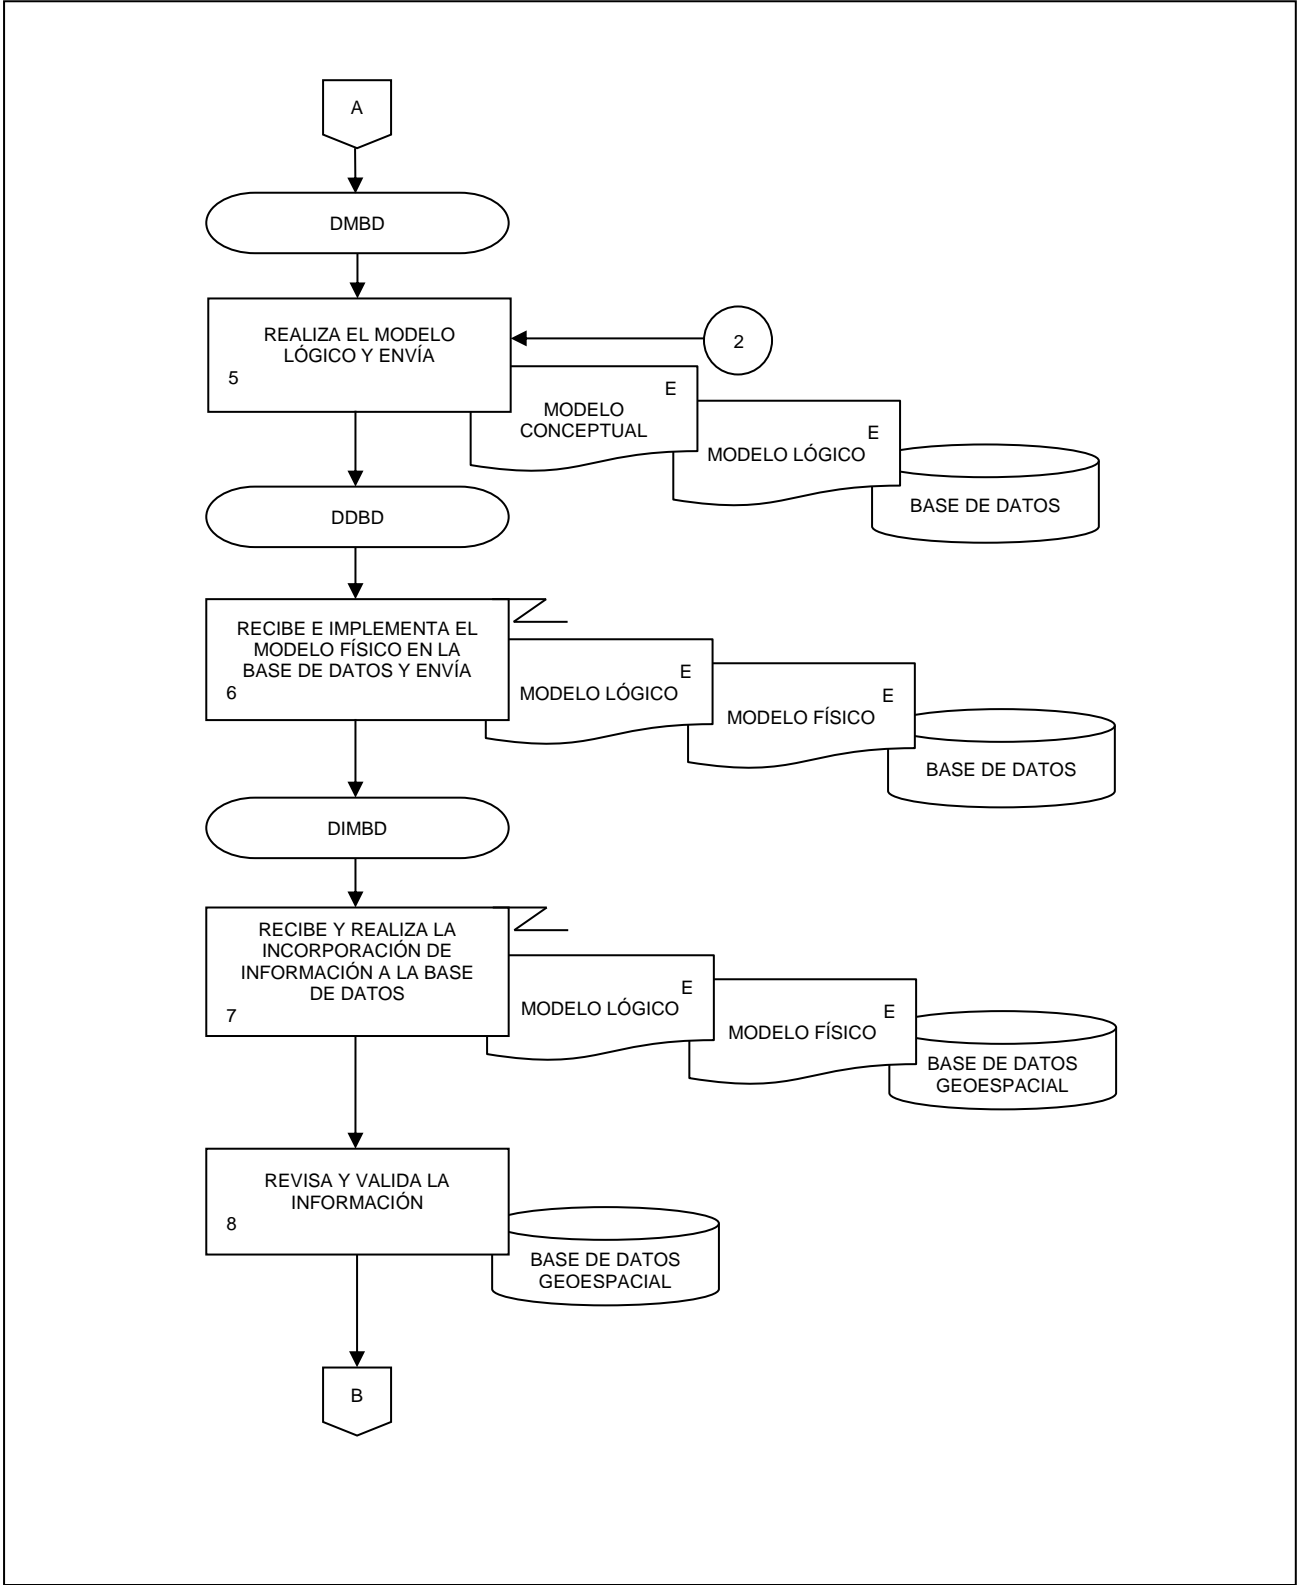 A
DMBD
REALIZA EL MODELO
LÓGICO Y ENVÍA
5
2
E
MODELO
CONCEPTUAL
E
MODELO LÓGICO
BASE DE DATOS
DDBD
RECIBE E IMPLEMENTA EL
MODELO FÍSICO EN LA
BASE DE DATOS Y ENVÍA
6
E
MODELO LÓGICO
E
MODELO FÍSICO
BASE DE DATOS
DIMBD
RECIBE Y REALIZA LA
INCORPORACIÓN DE
INFORMACIÓN A LA BASE
DE DATOS
7
E
MODELO LÓGICO
E
MODELO FÍSICO
BASE DE DATOS
GEOESPACIAL
REVISA Y VALIDA LA
INFORMACIÓN
8
BASE DE DATOS
GEOESPACIAL
B